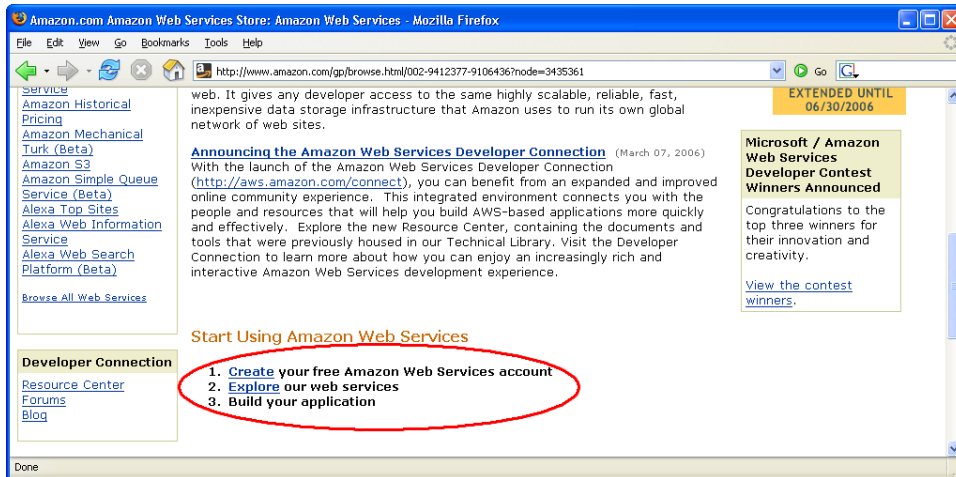 Amazon.com Amazon Web Services Store: Amazon Web Services - Mozilla Firefox
File Edit View Go Bookmarks Tools Help
http://www.amazon.com/gp/browse.html/002-9412377-9106436?node=3435361
Go
Service
Amazon Historical
Pricing
Amazon Mechanical
Turk (Beta)
Amazon S3
Amazon Simple Queue
Service (Beta)
Alexa Top Sites
Alexa Web Information
Service
Alexa Web Search
Platform (Beta)
Browse All Web Services
Developer Connection
Resource Center
Forums
Blog
web. It gives any developer access to the same highly scalable, reliable, fast,
inexpensive data storage infrastructure that Amazon uses to run its own global
network of web sites.
Announcing the Amazon Web Services Developer Connection (March 07, 2006)
With the launch of the Amazon Web Services Developer Connection
(http://aws.amazon.com/connect), you can benefit from an expanded and improved
online community experience. This integrated environment connects you with the
people and resources that will help you build AWS-based applications more quickly
and effectively. Explore the new Resource Center, containing the documents and
tools that were previously housed in our Technical Library. Visit the Developer
Connection to learn more about how you can enjoy an increasingly rich and
interactive Amazon Web Services development experience.
Start Using Amazon Web Services
1. Create your free Amazon Web Services account
2. Explore our web services
3. Build your application
EXTENDED UNTIL
06/30/2006
Microsoft / Amazon
Web Services
Developer Contest
Winners Announced
Congratulations to the
top three winners for
their innovation and
creativity.
View the contest
winners.
Done